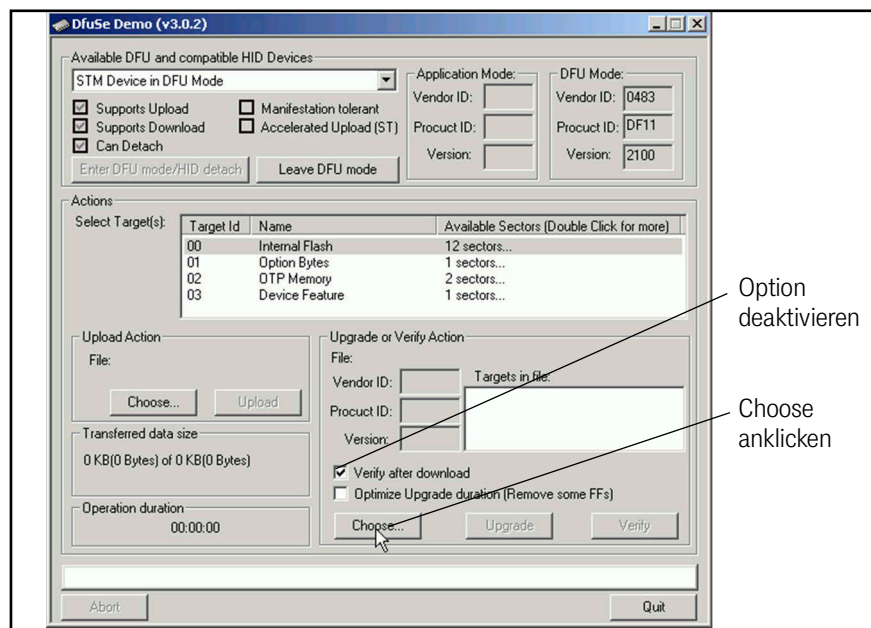 DfuSe Demo (v3.0.2)
Available DFU and compatible HID Devices
STM Device in DFU Mode
Supports Upload
Manifestation tolerant
Supports Download
Accelerated Upload (ST)
Can Detach
Enter DFU mode/HID detach
Leave DFU mode
Application Mode:
Vendor ID:
Procuct ID:
Version:
DFU Mode:
Vendor ID: 0483
Procuct ID: DF11
Version: 2100
Actions
Select Target(s):
Target Id Name Available Sectors (Double Click for more)
00 Internal Flash 12 sectors...
01 Option Bytes 1 sectors...
02 OTP Memory 2 sectors...
03 Device Feature 1 sectors...
Upload Action
File:
Choose... Upload
Transferred data size
0 KB(0 Bytes) of 0 KB(0 Bytes)
Operation duration
00:00:00
Upgrade or Verify Action
File:
Vendor ID:
Procuct ID:
Version:
Targets in file:
Verify after download
Optimize Upgrade duration (Remove some FFs)
Choose... Upgrade Verify
Abort Quit
Option
deaktivieren
Choose
anklicken